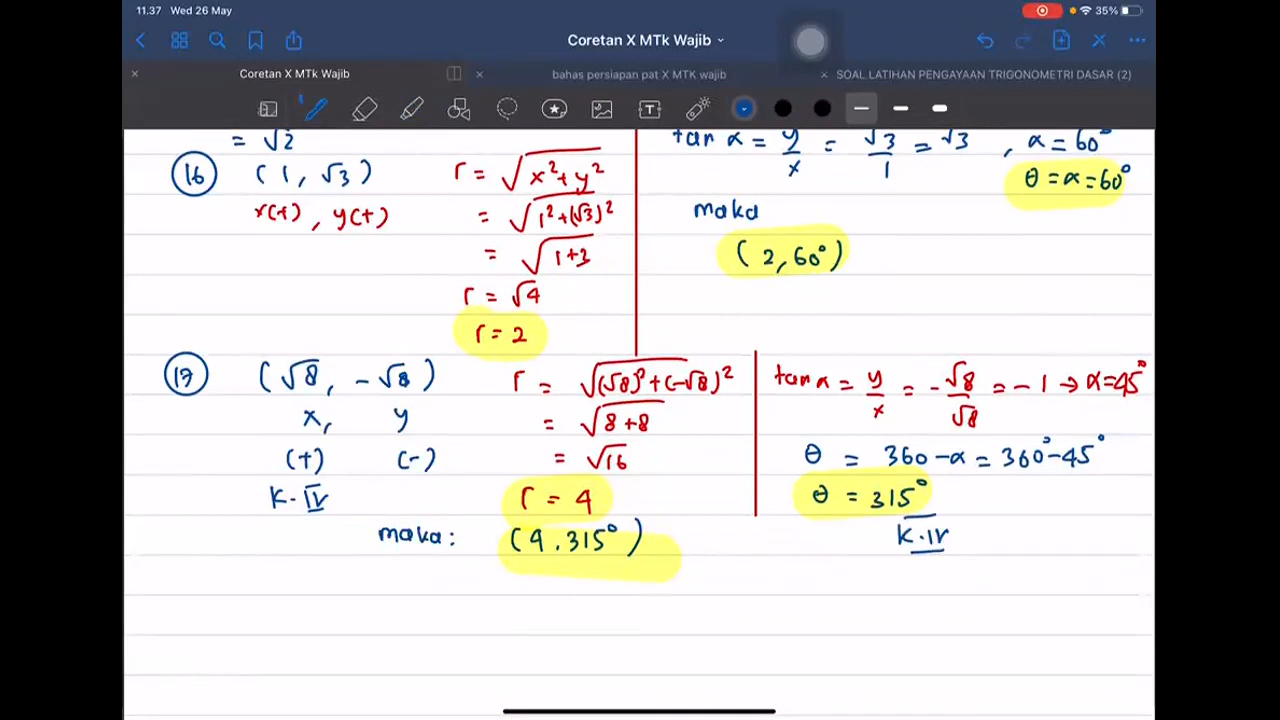 11.37 Wed 26 May
35%
Coretan X MTk Wajib
Coretan X MTk Wajib
bahas persiapan pat X MTK wajib
SOAL LATIHAN PENGAYAAN TRIGONOMETRI DASAR (2)
= √2
16 (1, √3)
x(+), y(+)
r = √x²+y²
= √1²+(√3)²
= √1+3
r = √4
r = 2
tan α = y/x = √3/1 = √3, α = 60°
θ = α = 60°
maka
(2, 60°)
17 (√8, -√8)
x, y
(+) (-)
K. IV
r = √(√8)²+(-√8)²
= √8+8
= √16
r = 4
maka: (4. 315°)
tan α = y/x = -√8/√8 = -1 → α=45°
θ = 360-α = 360°-45°
θ = 315°
K. IV